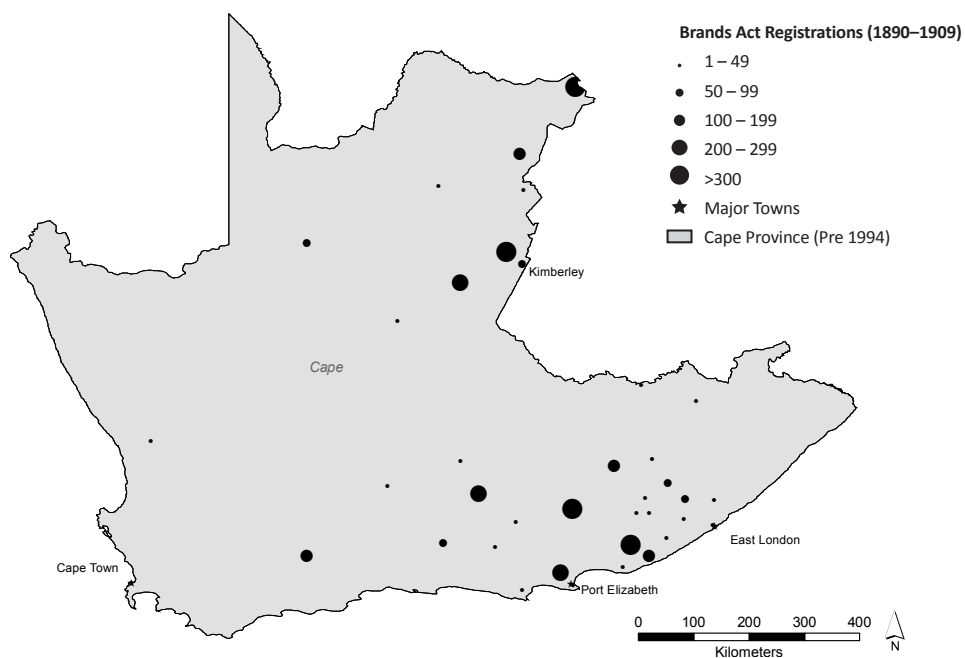 Brands Act Registrations (1890–1909)
1 – 49
50 – 99
100 – 199
200 – 299
>300
Major Towns
Cape Province (Pre 1994)
Kimberley
Cape
East London
Cape Town
Port Elizabeth
0 100 200 300 400
Kilometers
N